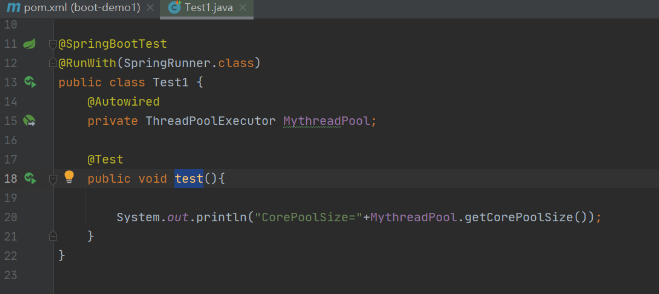 pom.xml (boot-demo1) Test1.java
10
11 @SpringBootTest
12 @RunWith(SpringRunner.class)
13 public class Test1 {
14 @Autowired
15 private ThreadPoolExecutor MythreadPool;
16
17 @Test
18 public void test(){
19
20 System.out.println("CorePoolSize="+MythreadPool.getCorePoolSize());
21 }
22 }
23